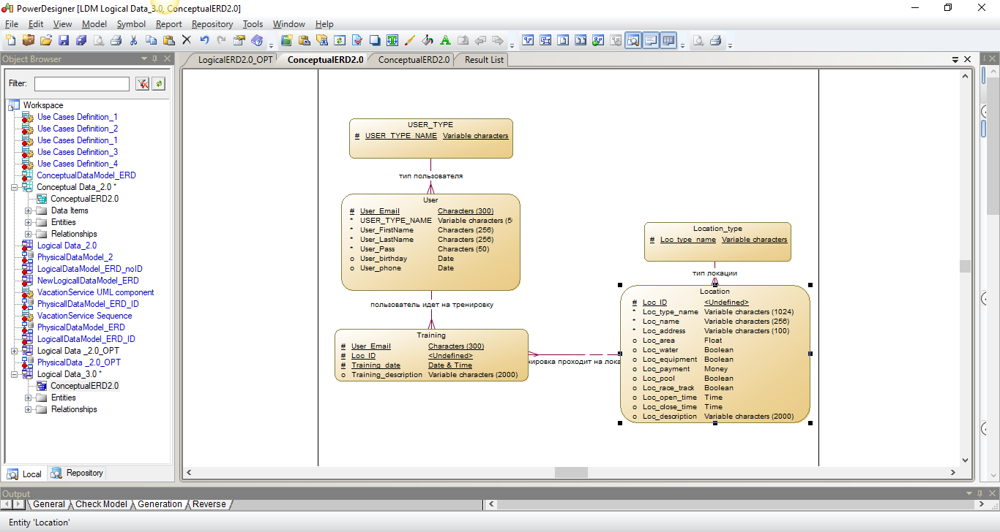 PowerDesigner [LDM Logical Data_3.0, ConceptualERD2.0]
File Edit View Model Symbol Report Repository Tools Window Help
Object Browser
LogicalERD2.0_OPT ConceptualERD2.0 ConceptualERD2.0 Result List
Filter:
Workspace
Use Cases Definition_1
Use Cases Definition_2
Use Cases Definition_1
Use Cases Definition_3
Use Cases Definition_4
ConceptualDataModel_ERD
Conceptual Data_2.0 *
ConceptualERD2.0
Data Items
Entities
Relationships
Logical Data_2.0
PhysicalDataModel_2
LogicalDataModel_ERD_noID
NewLogicallDataModel_ERD
VacationService UML component
PhysicallDataModel_ERD_ID
VacationService Sequence
PhysicalDataModel_ERD
LogicallDataModel_ERD_ID
Logical Data _2.0_OPT
PhysicalData _2.0_OPT
Logical Data_3.0 *
ConceptualERD2.0
Entities
Relationships
Local Repository
USER_TYPE
# USER_TYPE_NAME Variable characters
тип пользователя
User
# User_Email Characters (300)
* USER_TYPE_NAME Variable characters (5
* User_FirstName Characters (256)
* User_LastName Characters (256)
* User_Pass Characters (50)
o User_birthday Date
o User_phone Date
пользователь идет на тренировку
Training
# User_Email Characters (300)
# Loc_ID <Undefined>
# Training_date Date & Time
o Training_description Variable characters (2000)
нировка проходит на лока
Location_type
# Loc_type_name Variable characters
тип локации
Location
# Loc_ID <Undefined>
* Loc_type_name Variable characters (1024)
* Loc_name Variable characters (256)
* Loc_address Variable characters (100)
o Loc_area Float
o Loc_water Boolean
o Loc_equipment Boolean
o Loc_payment Money
o Loc_pool Boolean
o Loc_race_track Boolean
o Loc_open_time Time
o Loc_close_time Time
o Loc_description Variable characters (2000)
Output
General Check Model Generation Reverse
Entity 'Location'